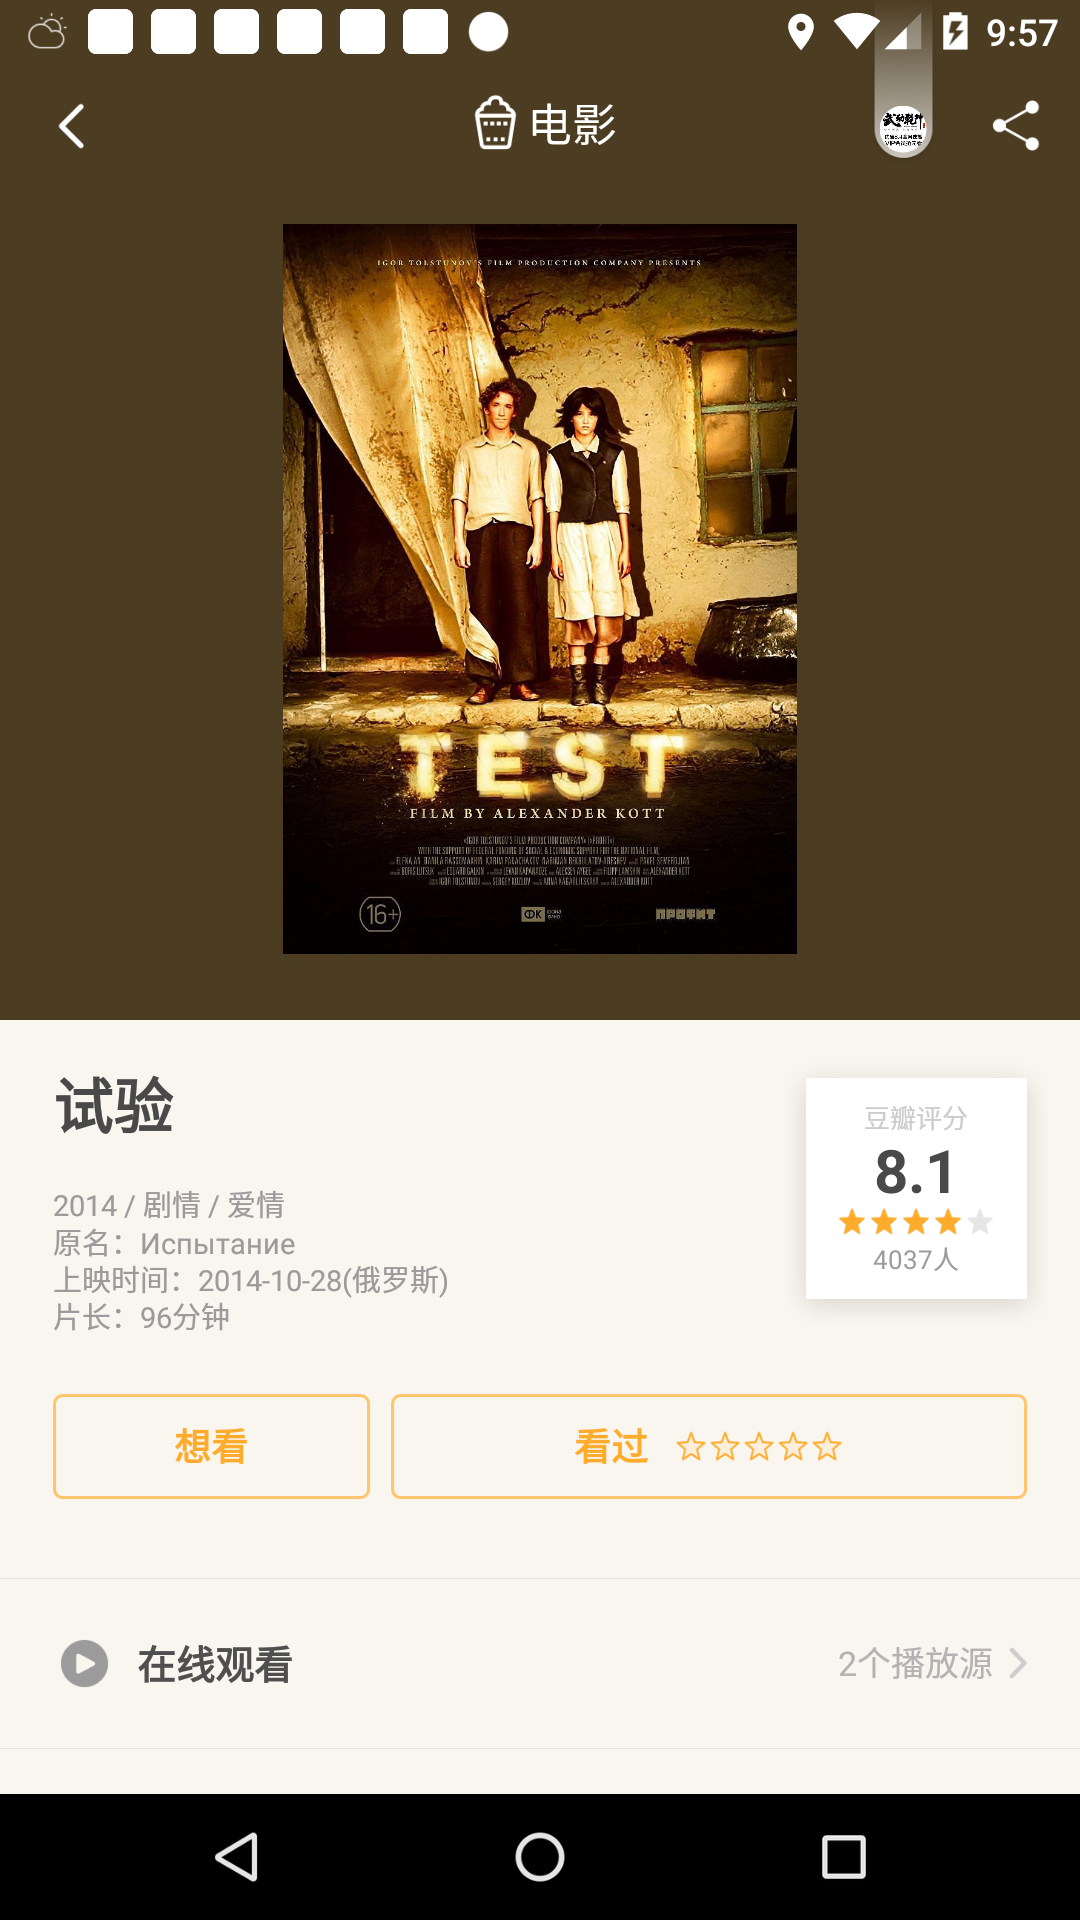 9:57
电影
IGOR TOLSTUNOV'S FILM PRODUCTION COMPANY PRESENTS
TEST
FILM BY ALEXANDER KOTT
16+
试验
豆瓣评分
8.1
4037人
2014 / 剧情 / 爱情
原名：Испытание
上映时间：2014-10-28(俄罗斯)
片长：96分钟
想看
看过
在线观看
2个播放源